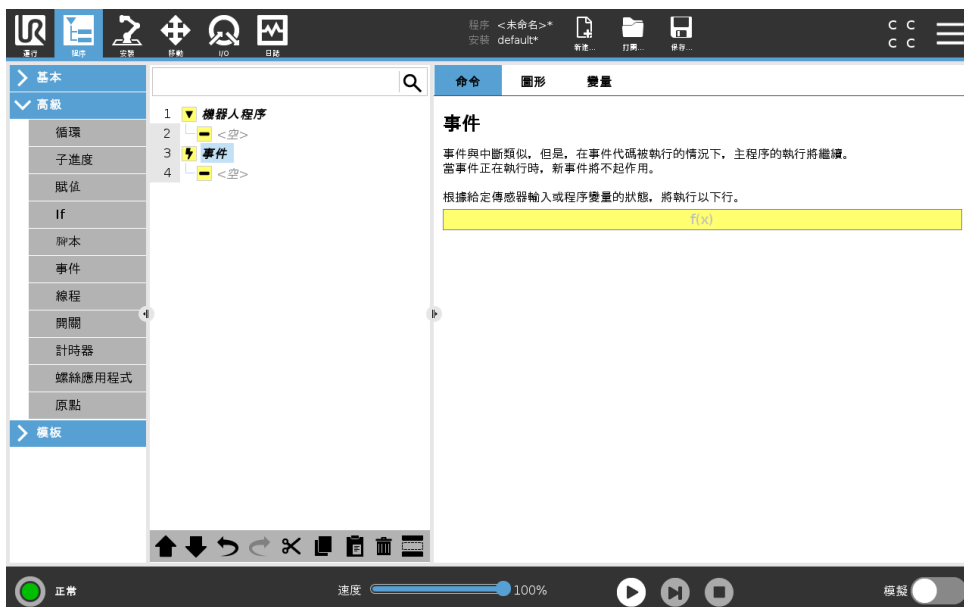 UR
運行
程序
安裝
移動
I/O
日誌
程序 <未命名>*
安裝 default*
新建...
打開...
保存...
C C
C C
基本
高級
循環
子進度
賦值
If
腳本
事件
線程
開關
計時器
螺絲應用程式
原點
模板
1 機器人程序
2 <空>
3 事件
4 <空>
命令 圖形 變量
事件
事件與中斷類似，但是，在事件代碼被執行的情況下，主程序的執行將繼續。
當事件正在執行時，新事件將不起作用。
根據給定傳感器輸入或程序變量的狀態，將執行以下行。
f(x)
正常
速度 100%
模擬